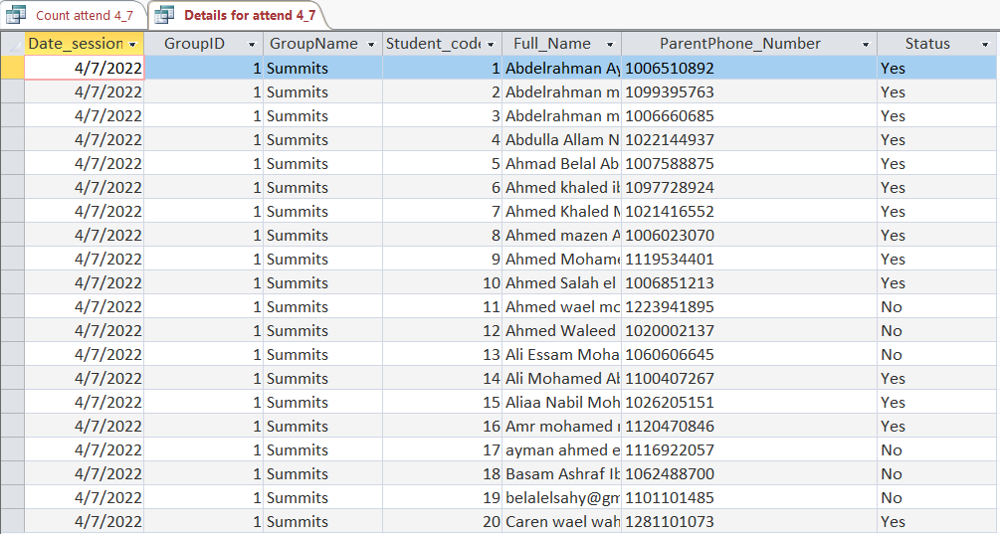 Count attend 4_7 Details for attend 4_7
Date_session GroupID GroupName Student_code Full_Name ParentPhone_Number Status
4/7/2022 1 Summits 1 Abdelrahman Ay 1006510892 Yes
4/7/2022 1 Summits 2 Abdelrahman m 1099395763 Yes
4/7/2022 1 Summits 3 Abdelrahman m 1006660685 Yes
4/7/2022 1 Summits 4 Abdulla Allam N 1022144937 Yes
4/7/2022 1 Summits 5 Ahmad Belal Ab 1007588875 Yes
4/7/2022 1 Summits 6 Ahmed khaled ib 1097728924 Yes
4/7/2022 1 Summits 7 Ahmed Khaled M 1021416552 Yes
4/7/2022 1 Summits 8 Ahmed mazen A 1006023070 Yes
4/7/2022 1 Summits 9 Ahmed Mohame 1119534401 Yes
4/7/2022 1 Summits 10 Ahmed Salah el 1006851213 Yes
4/7/2022 1 Summits 11 Ahmed wael mo 1223941895 No
4/7/2022 1 Summits 12 Ahmed Waleed 1020002137 No
4/7/2022 1 Summits 13 Ali Essam Moha 1060606645 No
4/7/2022 1 Summits 14 Ali Mohamed Ab 1100407267 Yes
4/7/2022 1 Summits 15 Aliaa Nabil Moh 1026205151 Yes
4/7/2022 1 Summits 16 Amr mohamed 1120470846 Yes
4/7/2022 1 Summits 17 ayman ahmed e 1116922057 No
4/7/2022 1 Summits 18 Basam Ashraf Ib 1062488700 No
4/7/2022 1 Summits 19 belalelsahy@gm 1101101485 No
4/7/2022 1 Summits 20 Caren wael wah 1281101073 Yes